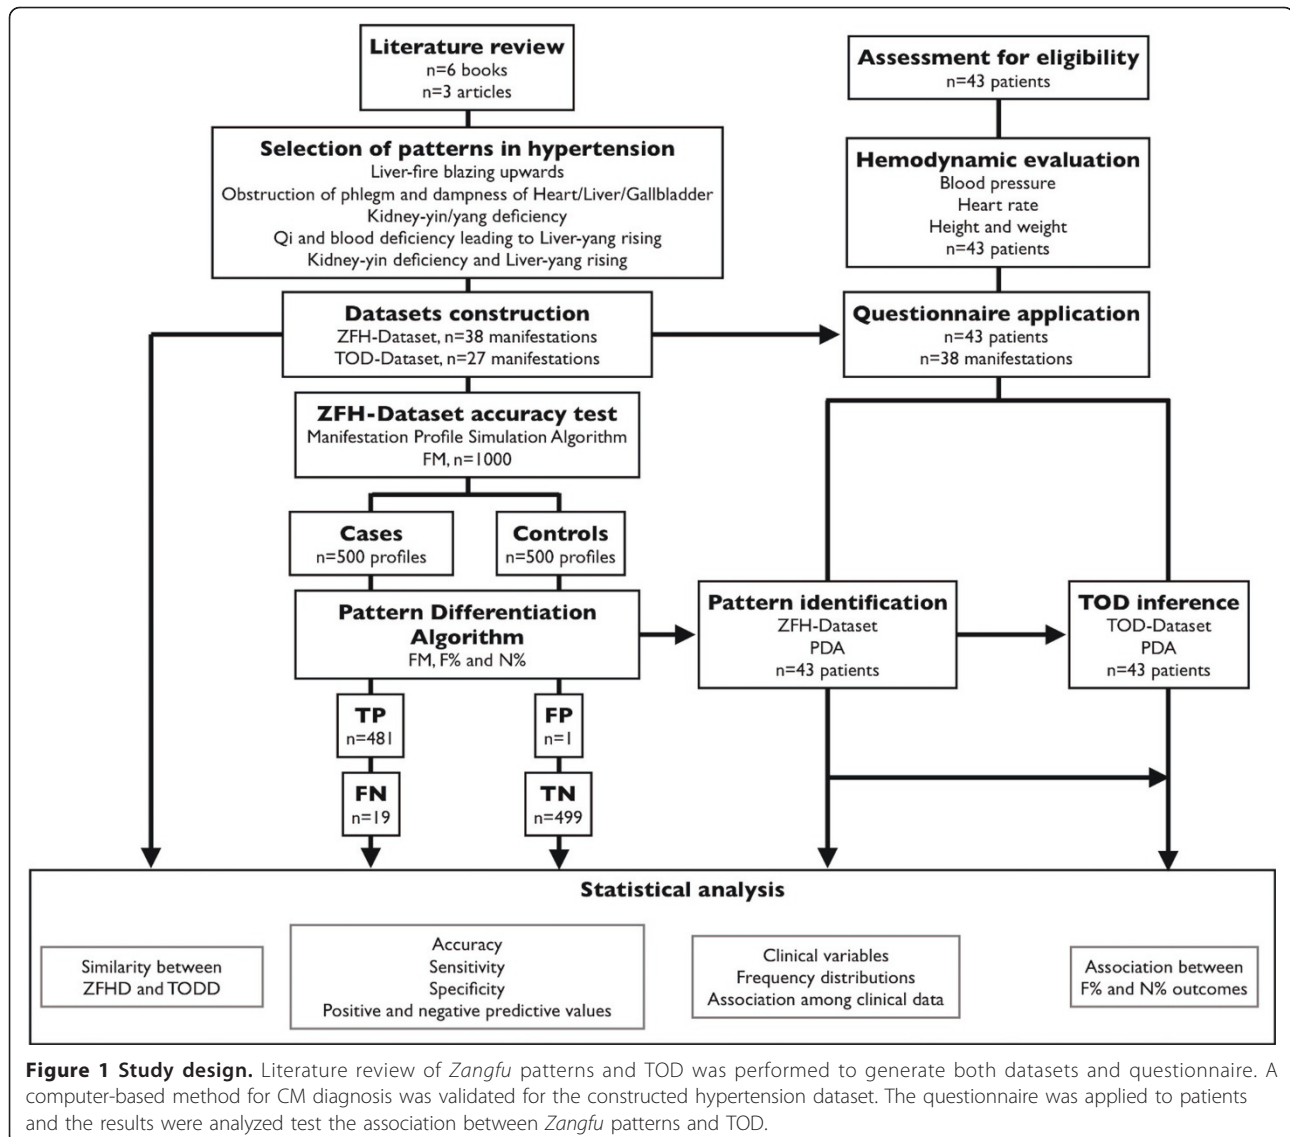 Literature review
n=6 books
n=3 articles
Selection of patterns in hypertension
Liver-fire blazing upwards
Obstruction of phlegm and dampness of Heart/Liver/Gallbladder
Kidney-yin/yang deficiency
Qi and blood deficiency leading to Liver-yang rising
Kidney-yin deficiency and Liver-yang rising
Datasets construction
ZFH-Dataset, n=38 manifestations
TOD-Dataset, n=27 manifestations
ZFH-Dataset accuracy test
Manifestation Profile Simulation Algorithm
FM, n=1000
Cases
n=500 profiles
Controls
n=500 profiles
Pattern Differentiation
Algorithm
FM, F% and N%
TP
n=481
FP
n=1
FN
n=19
TN
n=499
Assessment for eligibility
n=43 patients
Hemodynamic evaluation
Blood pressure
Heart rate
Height and weight
n=43 patients
Questionnaire application
n=43 patients
n=38 manifestations
Pattern identification
ZFH-Dataset
PDA
n=43 patients
TOD inference
TOD-Dataset
PDA
n=43 patients
Statistical analysis
Similarity between
ZFHD and TODD
Accuracy
Sensitivity
Specificity
Positive and negative predictive values
Clinical variables
Frequency distributions
Association among clinical data
Association between
F% and N% outcomes
Figure 1 Study design. Literature review of Zangfu patterns and TOD was performed to generate both datasets and questionnaire. A
computer-based method for CM diagnosis was validated for the constructed hypertension dataset. The questionnaire was applied to patients
and the results were analyzed test the association between Zangfu patterns and TOD.